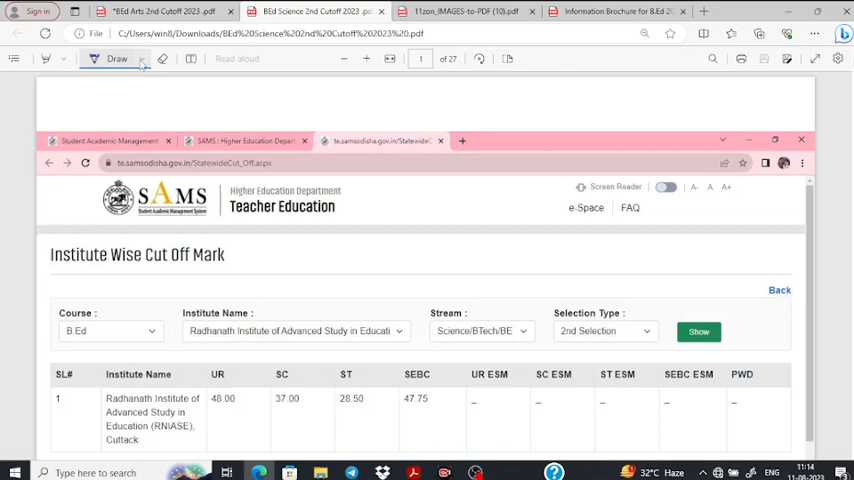 Sign in
*BEd Arts 2nd Cutoff 2023 .pdf
BEd Science 2nd Cutoff 2023 .pd
11zon_IMAGES-to-PDF (10).pdf
Information Brochure for B.Ed 20
File
C:/Users/win8/Downloads/BEd%20Science%202nd%20Cutoff%202023%20.pdf
Draw
Read aloud
1
of 27
Student Academic Management
SAMS : Higher Education Depart
te.samsodisha.gov.in/StatewideC
te.samsodisha.gov.in/StatewideCut_Off.aspx
SAMS
Student Academic Management System
Higher Education Department
Teacher Education
Screen Reader
A- A A+
e-Space
FAQ
Institute Wise Cut Off Mark
Back
Course :
Institute Name :
Stream :
Selection Type :
B.Ed
Radhanath Institute of Advanced Study in Educati
Science/BTech/BE
2nd Selection
Show
SL# Institute Name UR SC ST SEBC UR ESM SC ESM ST ESM SEBC ESM PWD
1 Radhanath Institute of 48.00 37.00 28.50 47.75 _ _ _ _ _
Advanced Study in
Education (RNIASE),
Cuttack
Type here to search
32°C Haze
ENG
11:14
11-08-2023